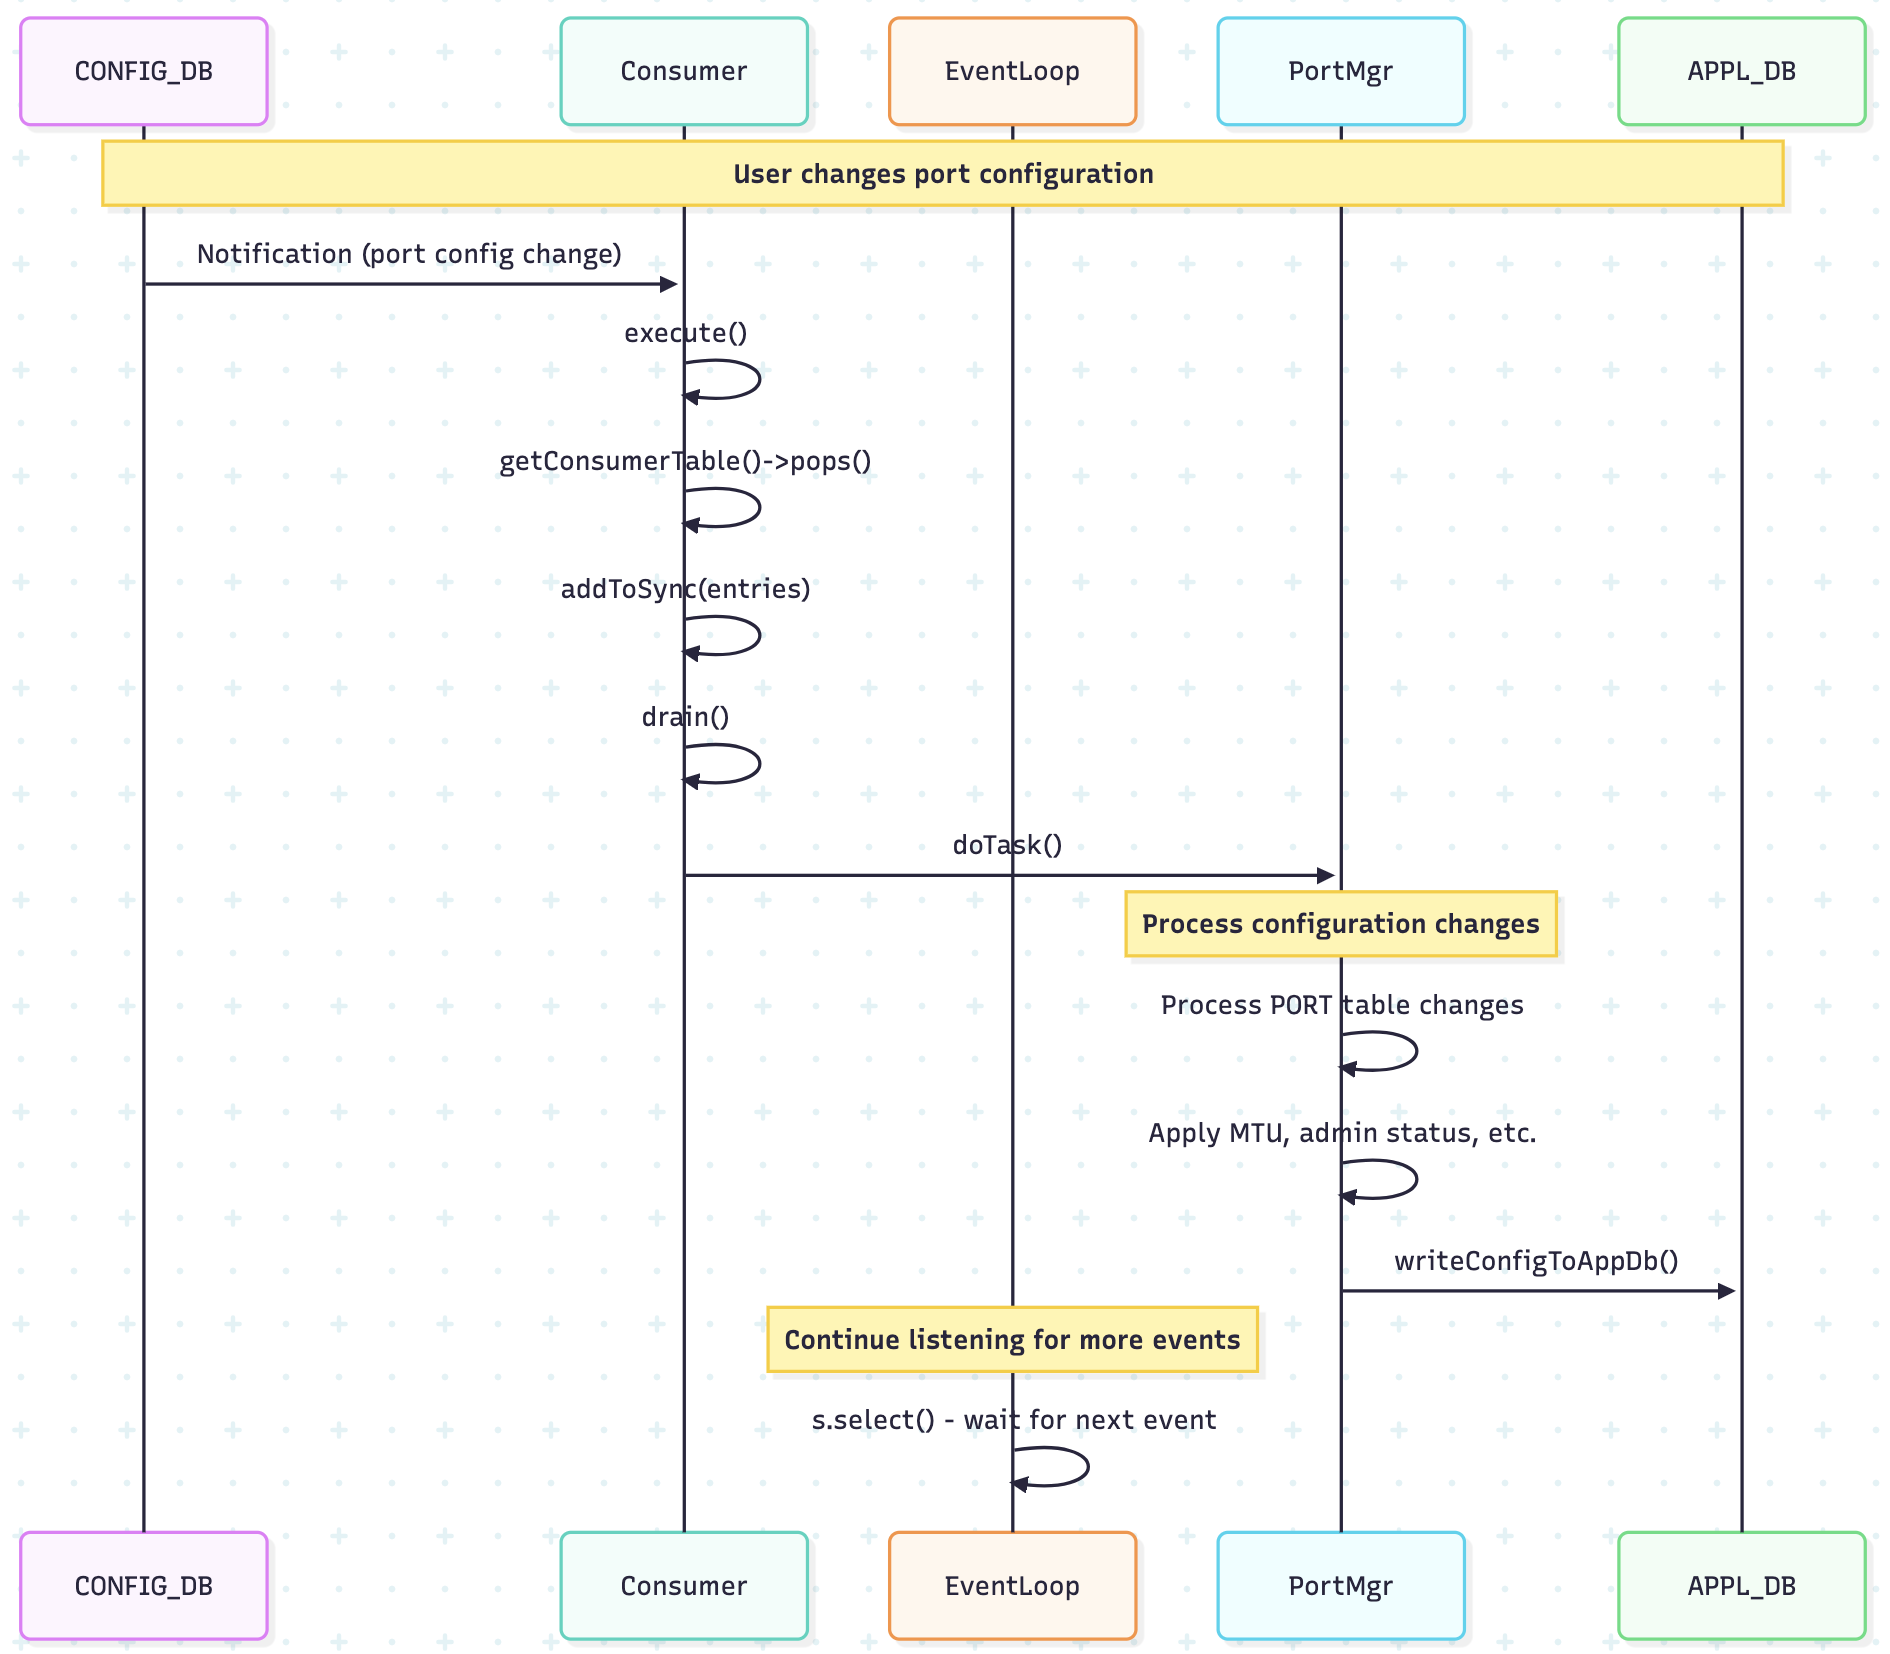 CONFIG_DB
Consumer
EventLoop
PortMgr
APPL_DB
User changes port configuration
Notification (port config change)
execute()
getConsumerTable()->pops()
addToSync(entries)
drain()
doTask()
Process configuration changes
Process PORT table changes
Apply MTU, admin status, etc.
writeConfigToAppDb()
Continue listening for more events
s.select() - wait for next event
CONFIG_DB
Consumer
EventLoop
PortMgr
APPL_DB